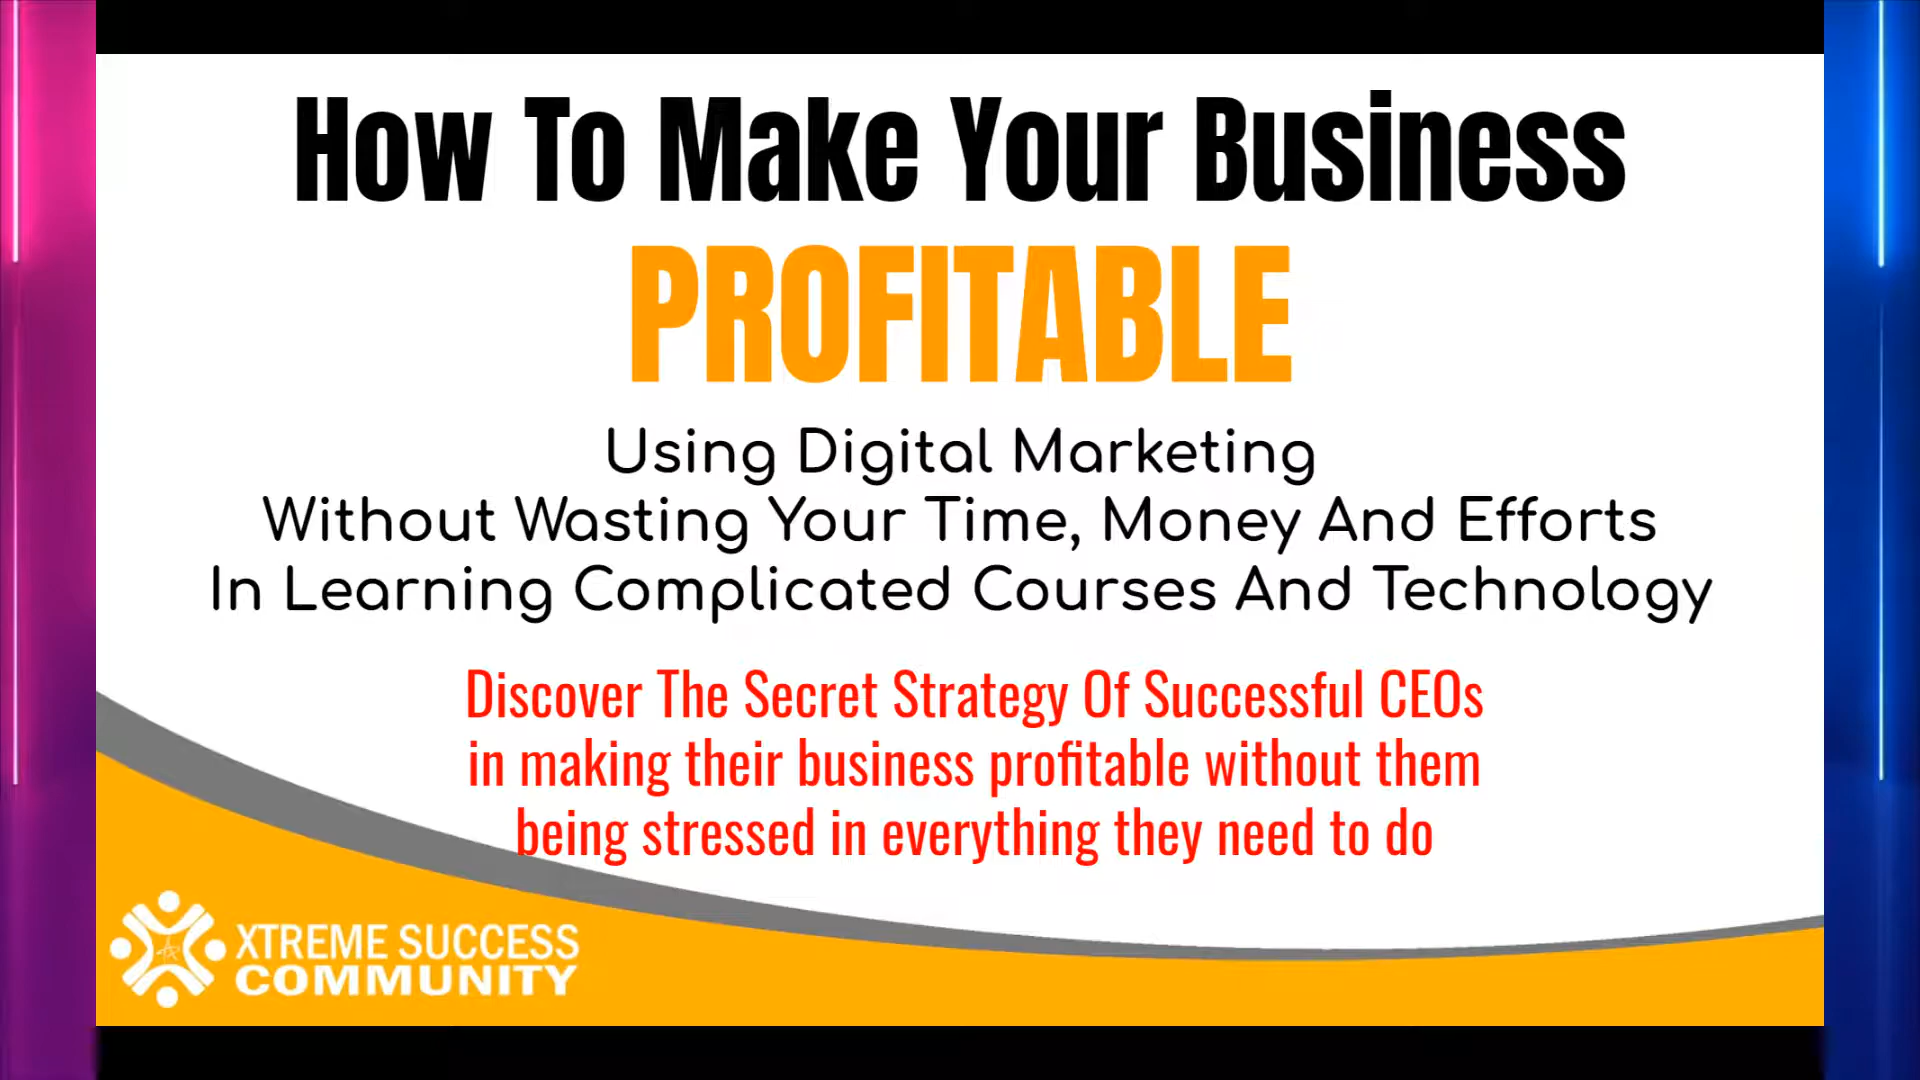 How To Make Your Business
PROFITABLE
Using Digital Marketing
Without Wasting Your Time, Money And Efforts
In Learning Complicated Courses And Technology
Discover The Secret Strategy Of Successful CEOs
in making their business profitable without them
being stressed in everything they need to do
XTREME SUCCESS
COMMUNITY